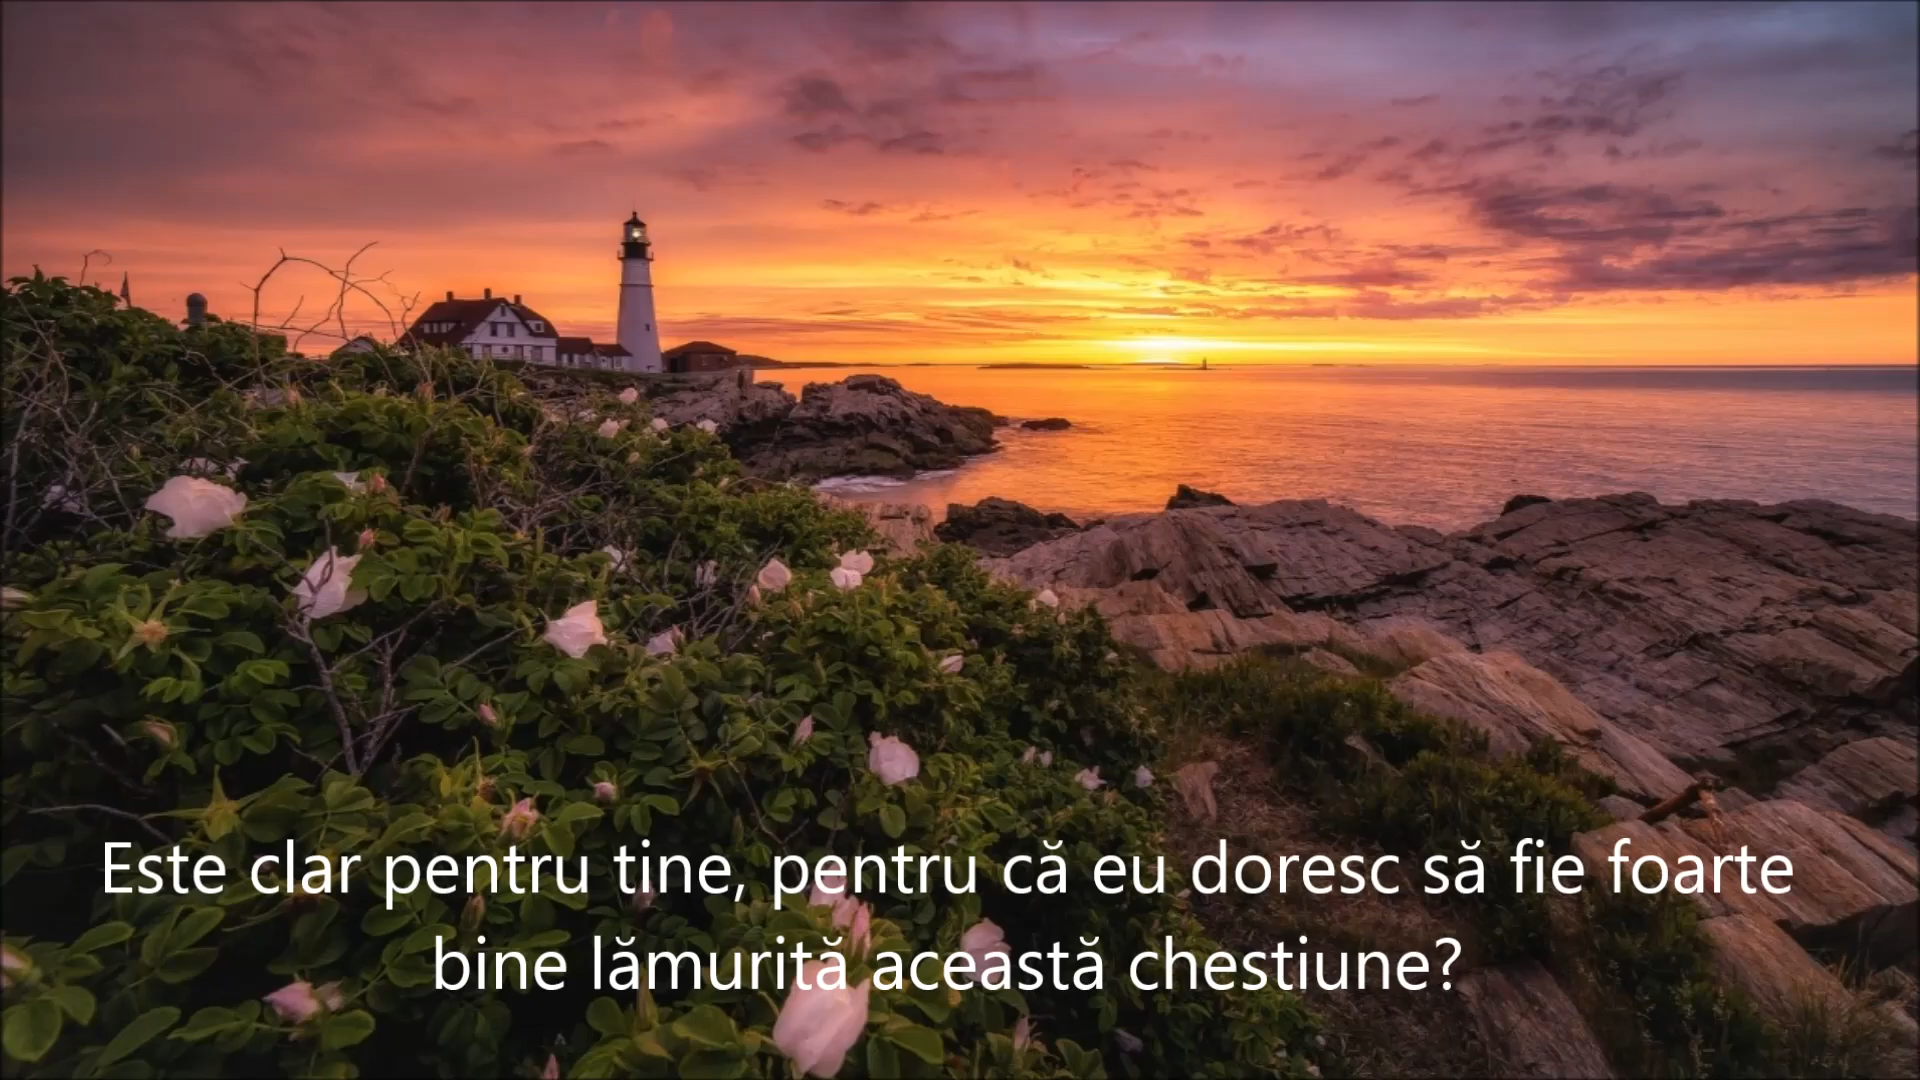 Este clar pentru tine, pentru că eu doresc să fie foarte
bine lămurită această chestiune?